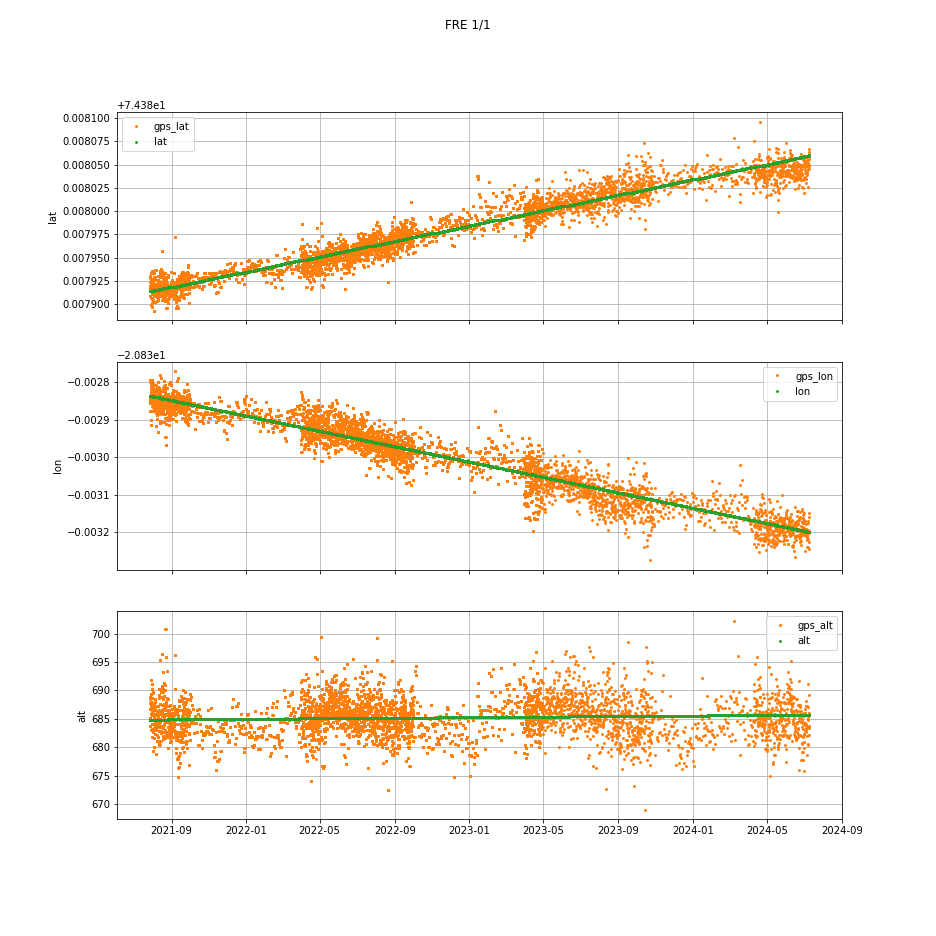 FRE 1/1
+7.438e1
0.008100
0.008075
0.008050
0.008025
0.008000
0.007975
0.007950
0.007925
0.007900
lat
gps_lat
lat
−2.083e1
−0.0028
−0.0029
−0.0030
−0.0031
−0.0032
lon
gps_lon
lon
700
695
690
685
680
675
670
alt
gps_alt
alt
2021-09 2022-01 2022-05 2022-09 2023-01 2023-05 2023-09 2024-01 2024-05 2024-09